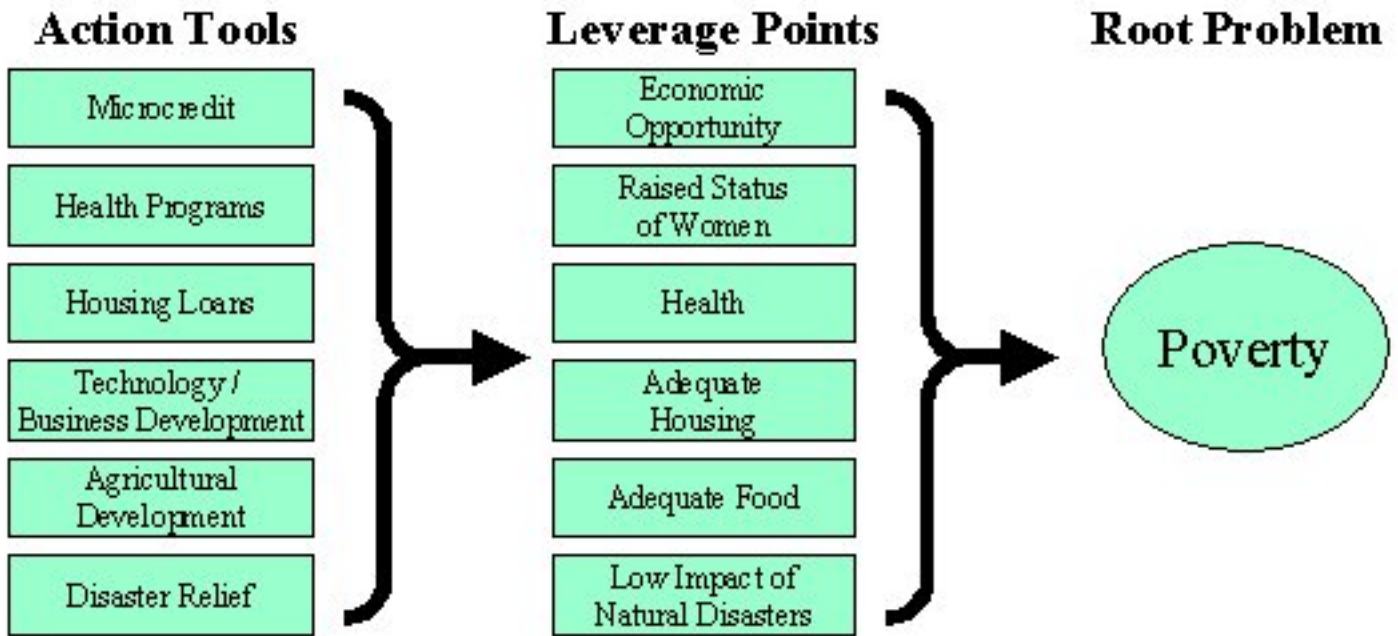 Action Tools
Microcredit
Health Programs
Housing Loans
Technology /
Business Development
Agricultural
Development
Disaster Relief
Leverage Points
Economic
Opportunity
Raised Status
of Women
Health
Adequate
Housing
Adequate Food
Low Impact of
Natural Disasters
Root Problem
Poverty